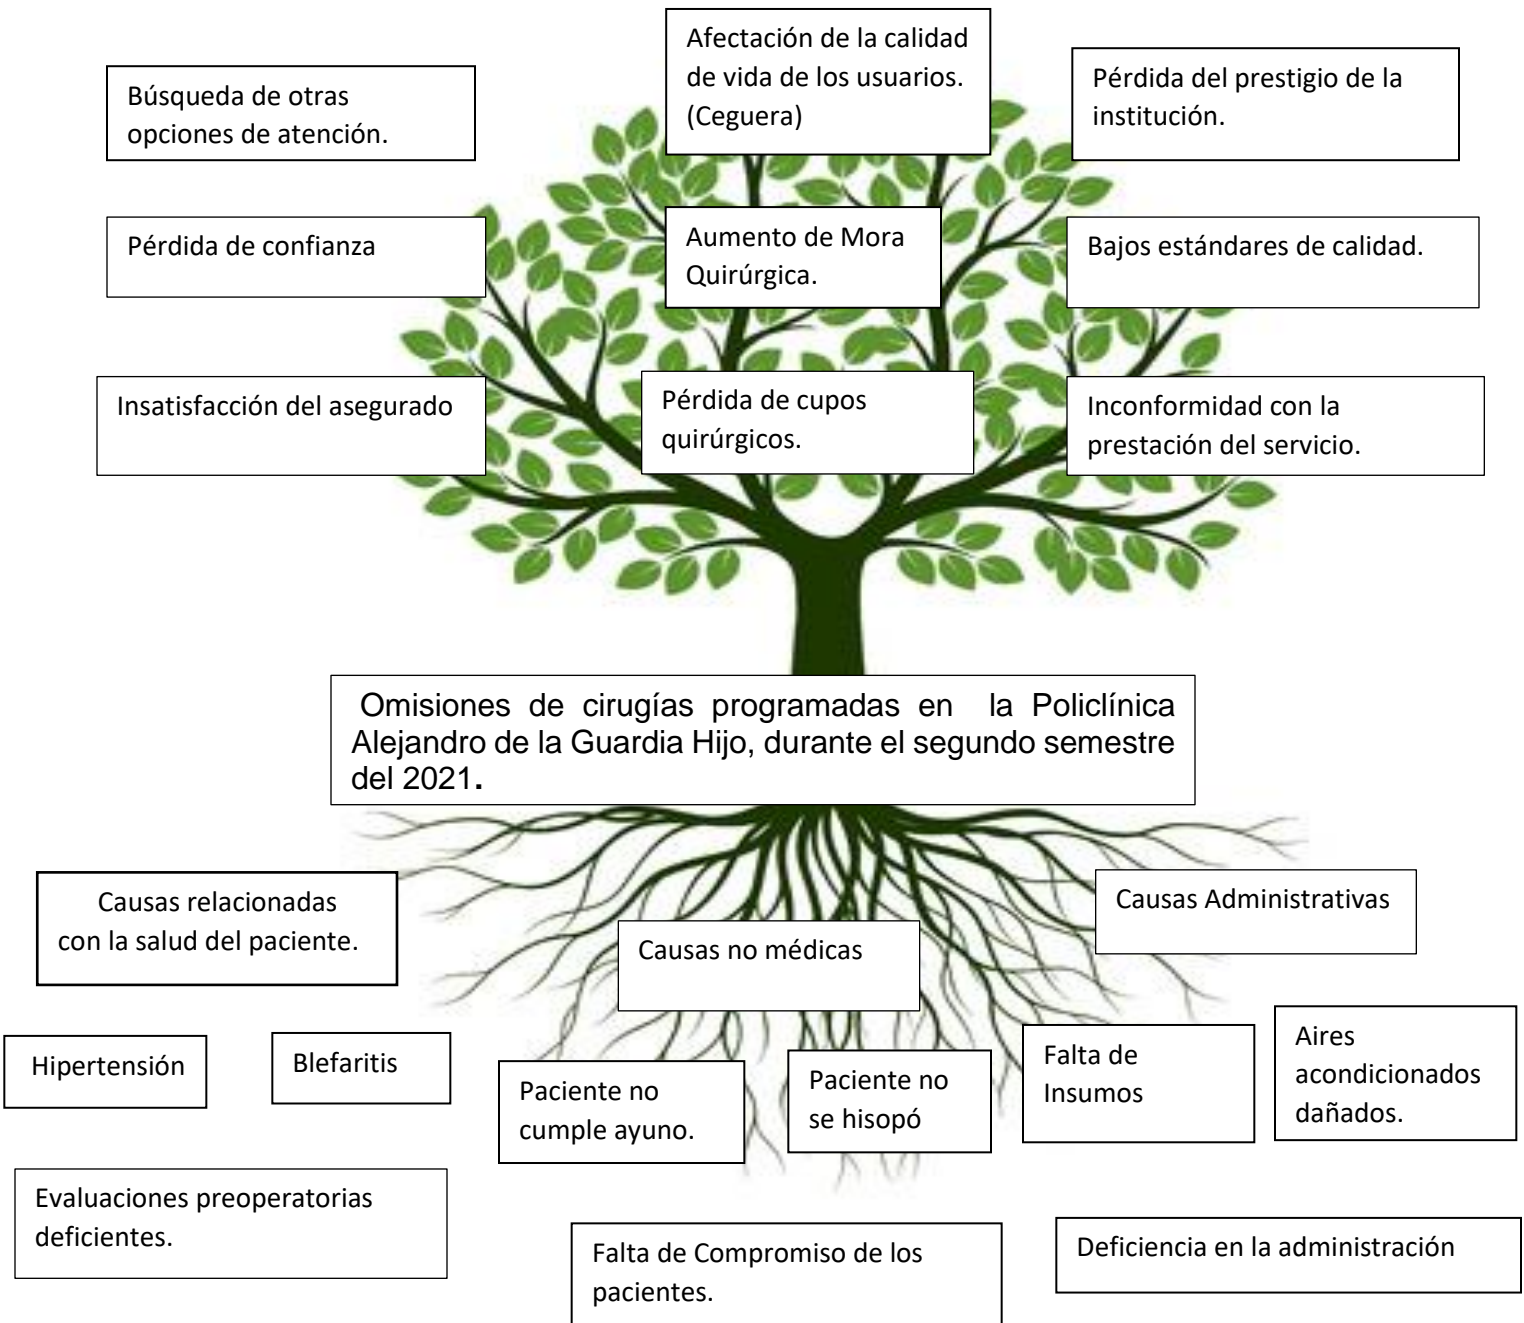 Búsqueda de otras
opciones de atención.
Afectación de la calidad
de vida de los usuarios.
(Ceguera)
Pérdida del prestigio de la
institución.
Pérdida de confianza
Aumento de Mora
Quirúrgica.
Bajos estándares de calidad.
Insatisfacción del asegurado
Pérdida de cupos
quirúrgicos.
Inconformidad con la
prestación del servicio.
Omisiones de cirugías programadas en la Policlínica
Alejandro de la Guardia Hijo, durante el segundo semestre
del 2021.
Causas relacionadas
con la salud del paciente.
Causas no médicas
Causas Administrativas
Hipertensión
Blefaritis
Paciente no
cumple ayuno.
Paciente no
se hisopó
Falta de
Insumos
Aires
acondicionados
dañados.
Evaluaciones preoperatorias
deficientes.
Falta de Compromiso de los
pacientes.
Deficiencia en la administración